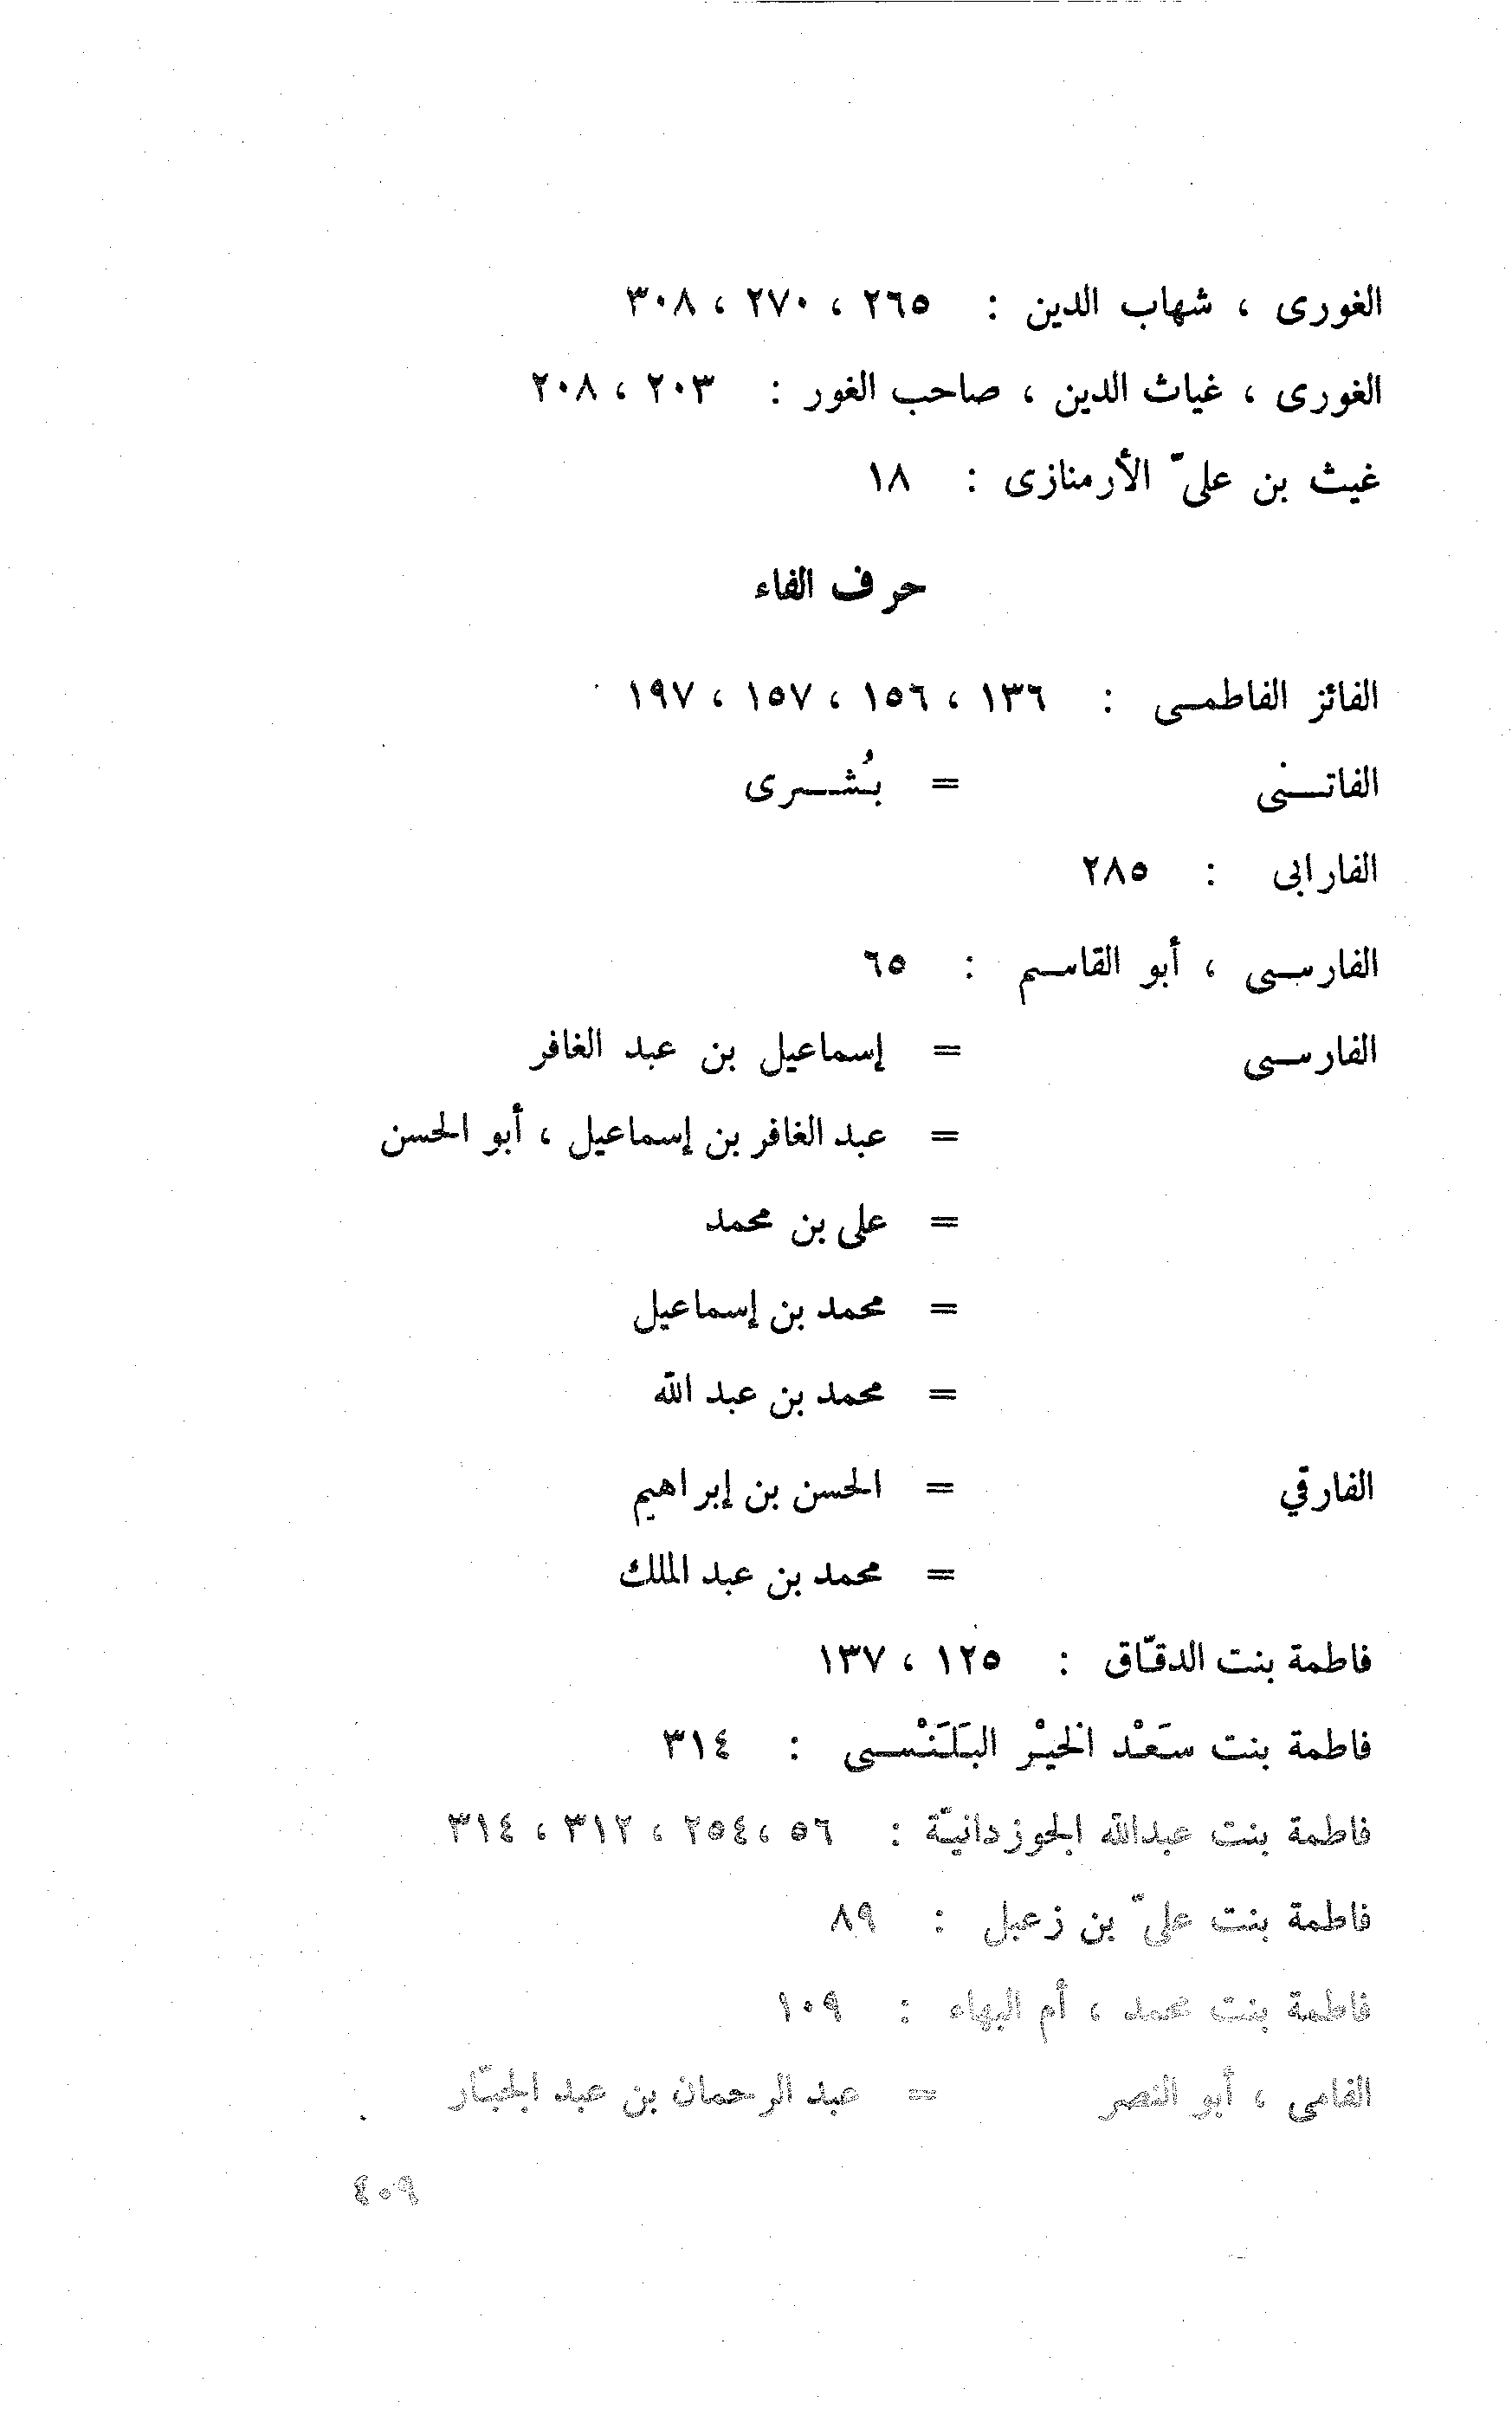 الغورى ، شهاب الدين : ٢٦٥ ، ٢٧٠ ، ٣٠٨
الغورى ، غياث الدين ، صاحب الغور : ٢٠٣ ، ٢٠٨
غيث بن علىّ الأرمنازى : ١٨
حرف الفاء
الفائز الفاطمى : ١٣٦ ، ١٥٦ ، ١٥٧ ، ١٩٧
الفاتنى = بُشرى
الفارابى : ٢٨٥
الفارسى ، أبو القاسم : ٦٥
الفارسى = إسماعيل بن عبد الغافر
= عبد الغافر بن إسماعيل ، أبو الحسن
= على بن محمد
= محمد بن إسماعيل
= محمد بن عبد الله
الفارقي = الحسن بن إبراهيم
= محمد بن عبد الملك
فاطمة بنت الدقّاق : ١٢٥ ، ١٣٧
فاطمة بنت سَعْد الخيْر البَلَنْسى : ٣١٤
فاطمة بنت عبدالله الجوزدانيّة : ٥٦ ، ٢٥٤ ، ٣١٢ ، ٣١٤
فاطمة بنت علىّ بن زعبل : ٨٩
فاطمة بنت محمد ، أم البهاء : ١٠٩
الفامى ، أبو النصر = عبد الرحمان بن عبد الجبّار
٤٠٩